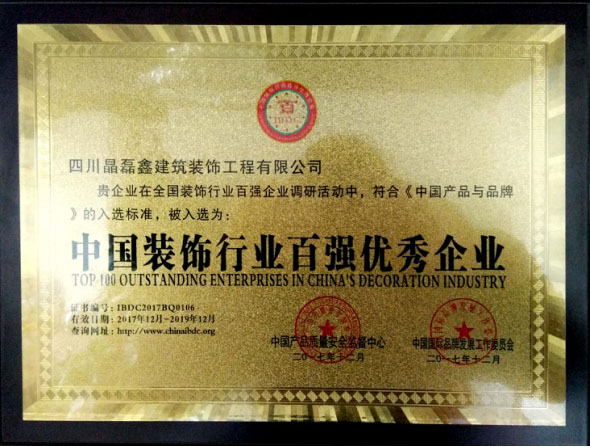 百
IBDC
四川晶磊鑫建筑装饰工程有限公司
贵企业在全国装饰行业百强企业调研活动中，符合《中国产品与品牌
》的入选标准，被入选为：
中国装饰行业百强优秀企业
TOP 100 OUTSTANDING ENTERPRISES IN CHINA'S DECORATION INDUSTRY
证书编号：IBDC2017BQ0106
有效日期：2017年12月-2019年12月
查询网址：http://www.chinaibdc.org
中国产品质量安全监督中心
二〇一七年十二月
中国国际品牌发展工作委员会
二〇一七年十二月